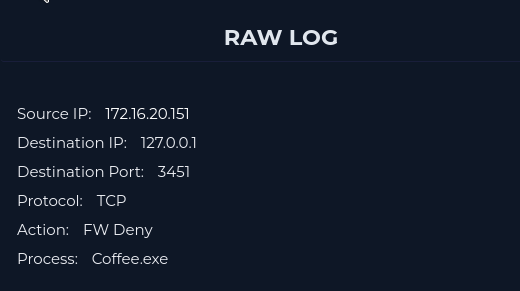 RAW LOG
Source IP: 172.16.20.151
Destination IP: 127.0.0.1
Destination Port: 3451
Protocol: TCP
Action: FW Deny
Process: Coffee.exe